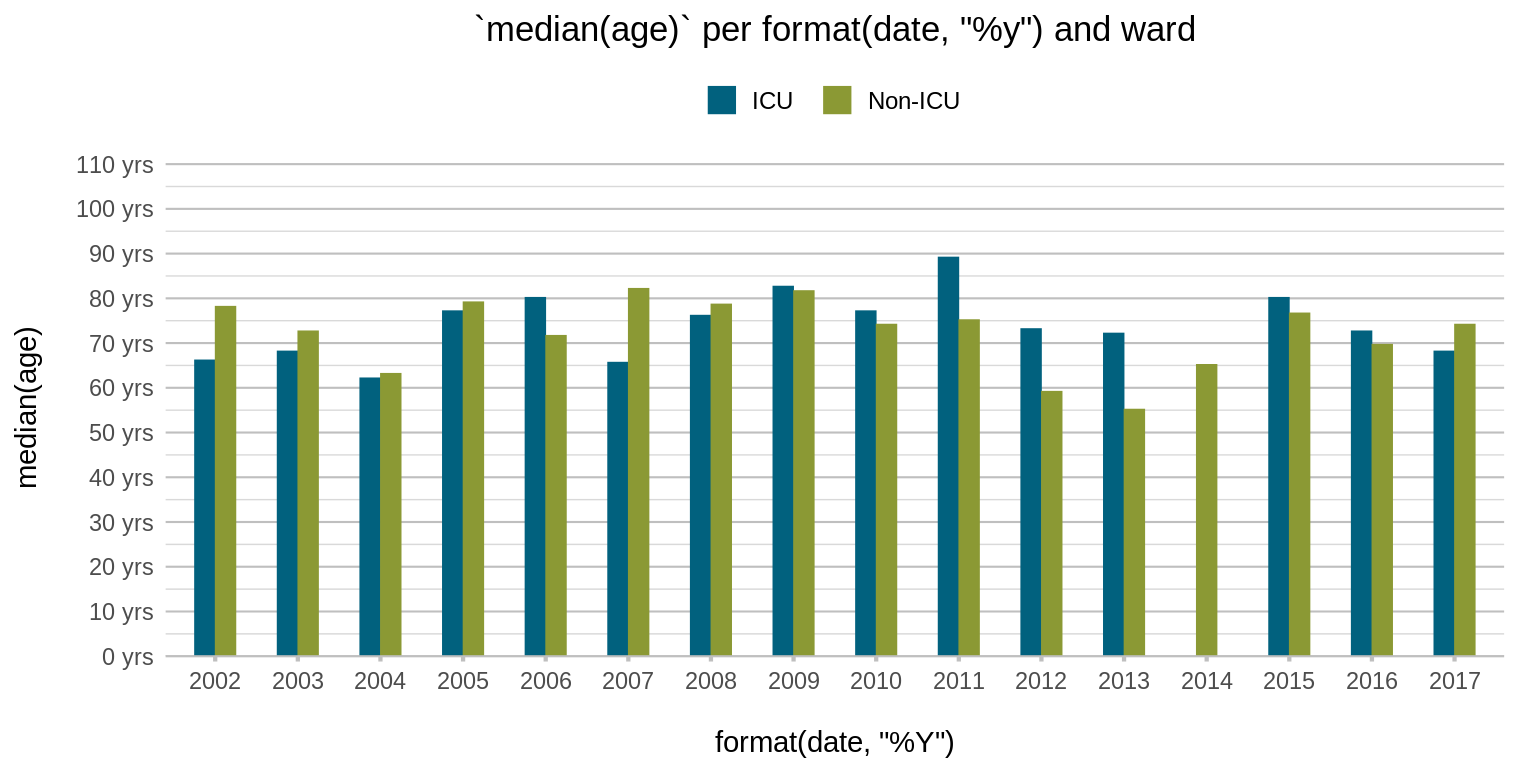 `median(age)` per format(date, "%y") and ward
ICU Non-ICU
110 yrs
100 yrs
90 yrs
80 yrs
70 yrs
60 yrs
50 yrs
40 yrs
30 yrs
20 yrs
10 yrs
0 yrs
median(age)
2002 2003 2004 2005 2006 2007 2008 2009 2010 2011 2012 2013 2014 2015 2016 2017
format(date, "%Y")